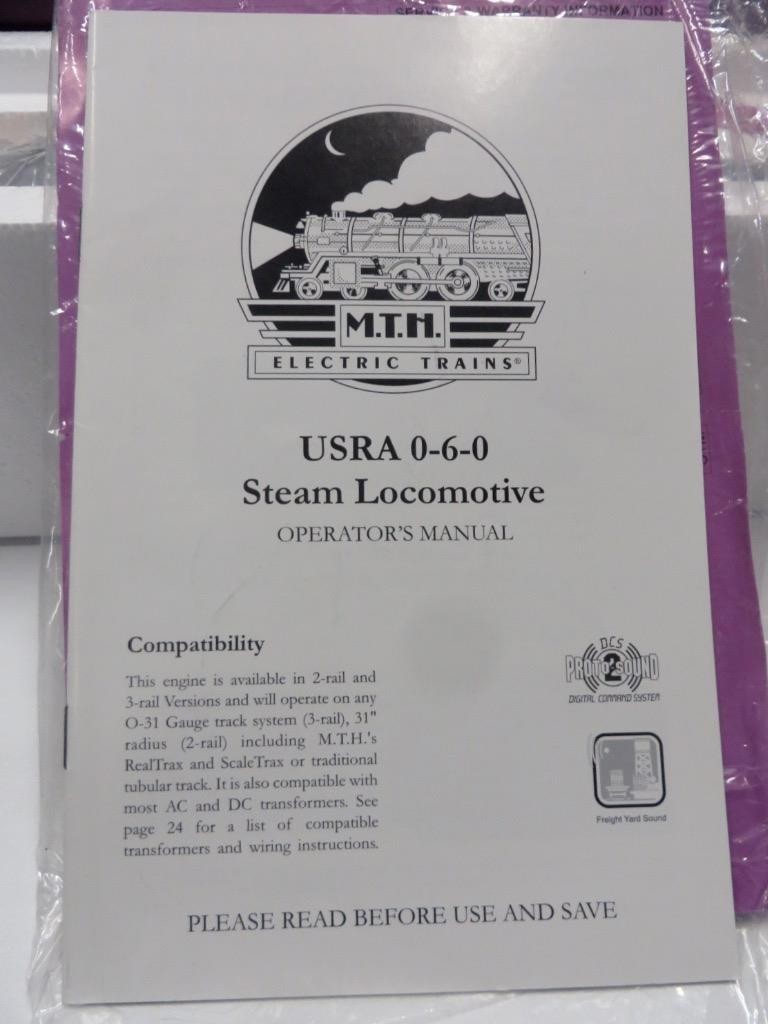 SERVICE & WARRANTY INFORMATION
M.T.H.
ELECTRIC TRAINS®
USRA 0-6-0
Steam Locomotive
OPERATOR'S MANUAL
Compatibility
This engine is available in 2-rail and
3-rail Versions and will operate on any
O-31 Gauge track system (3-rail), 31"
radius (2-rail) including M.T.H.'s
RealTrax and ScaleTrax or traditional
tubular track. It is also compatible with
most AC and DC transformers. See
page 24 for a list of compatible
transformers and wiring instructions.
DCS
PROTO-SOUND
2
DIGITAL COMMAND SYSTEM
Freight Yard Sound
PLEASE READ BEFORE USE AND SAVE